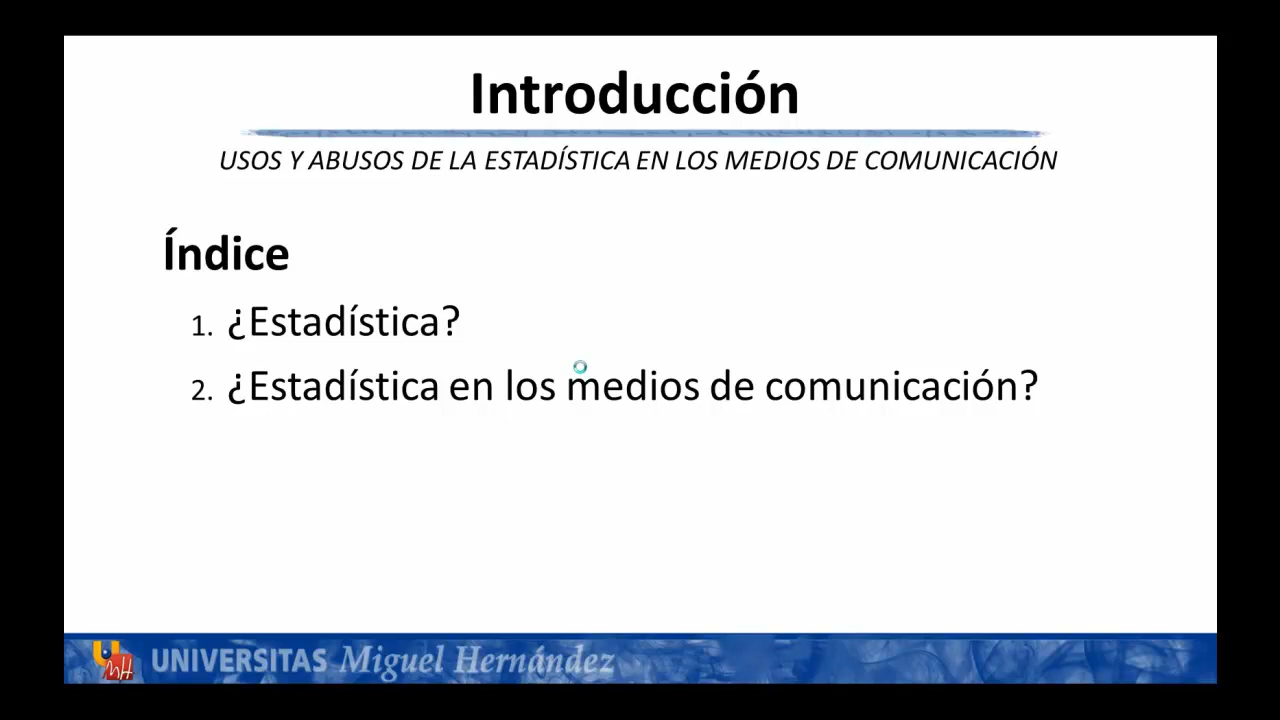 Introducción
USOS Y ABUSOS DE LA ESTADÍSTICA EN LOS MEDIOS DE COMUNICACIÓN
Índice
1. ¿Estadística?
2. ¿Estadística en los medios de comunicación?
UMH UNIVERSITAS Miguel Hernández